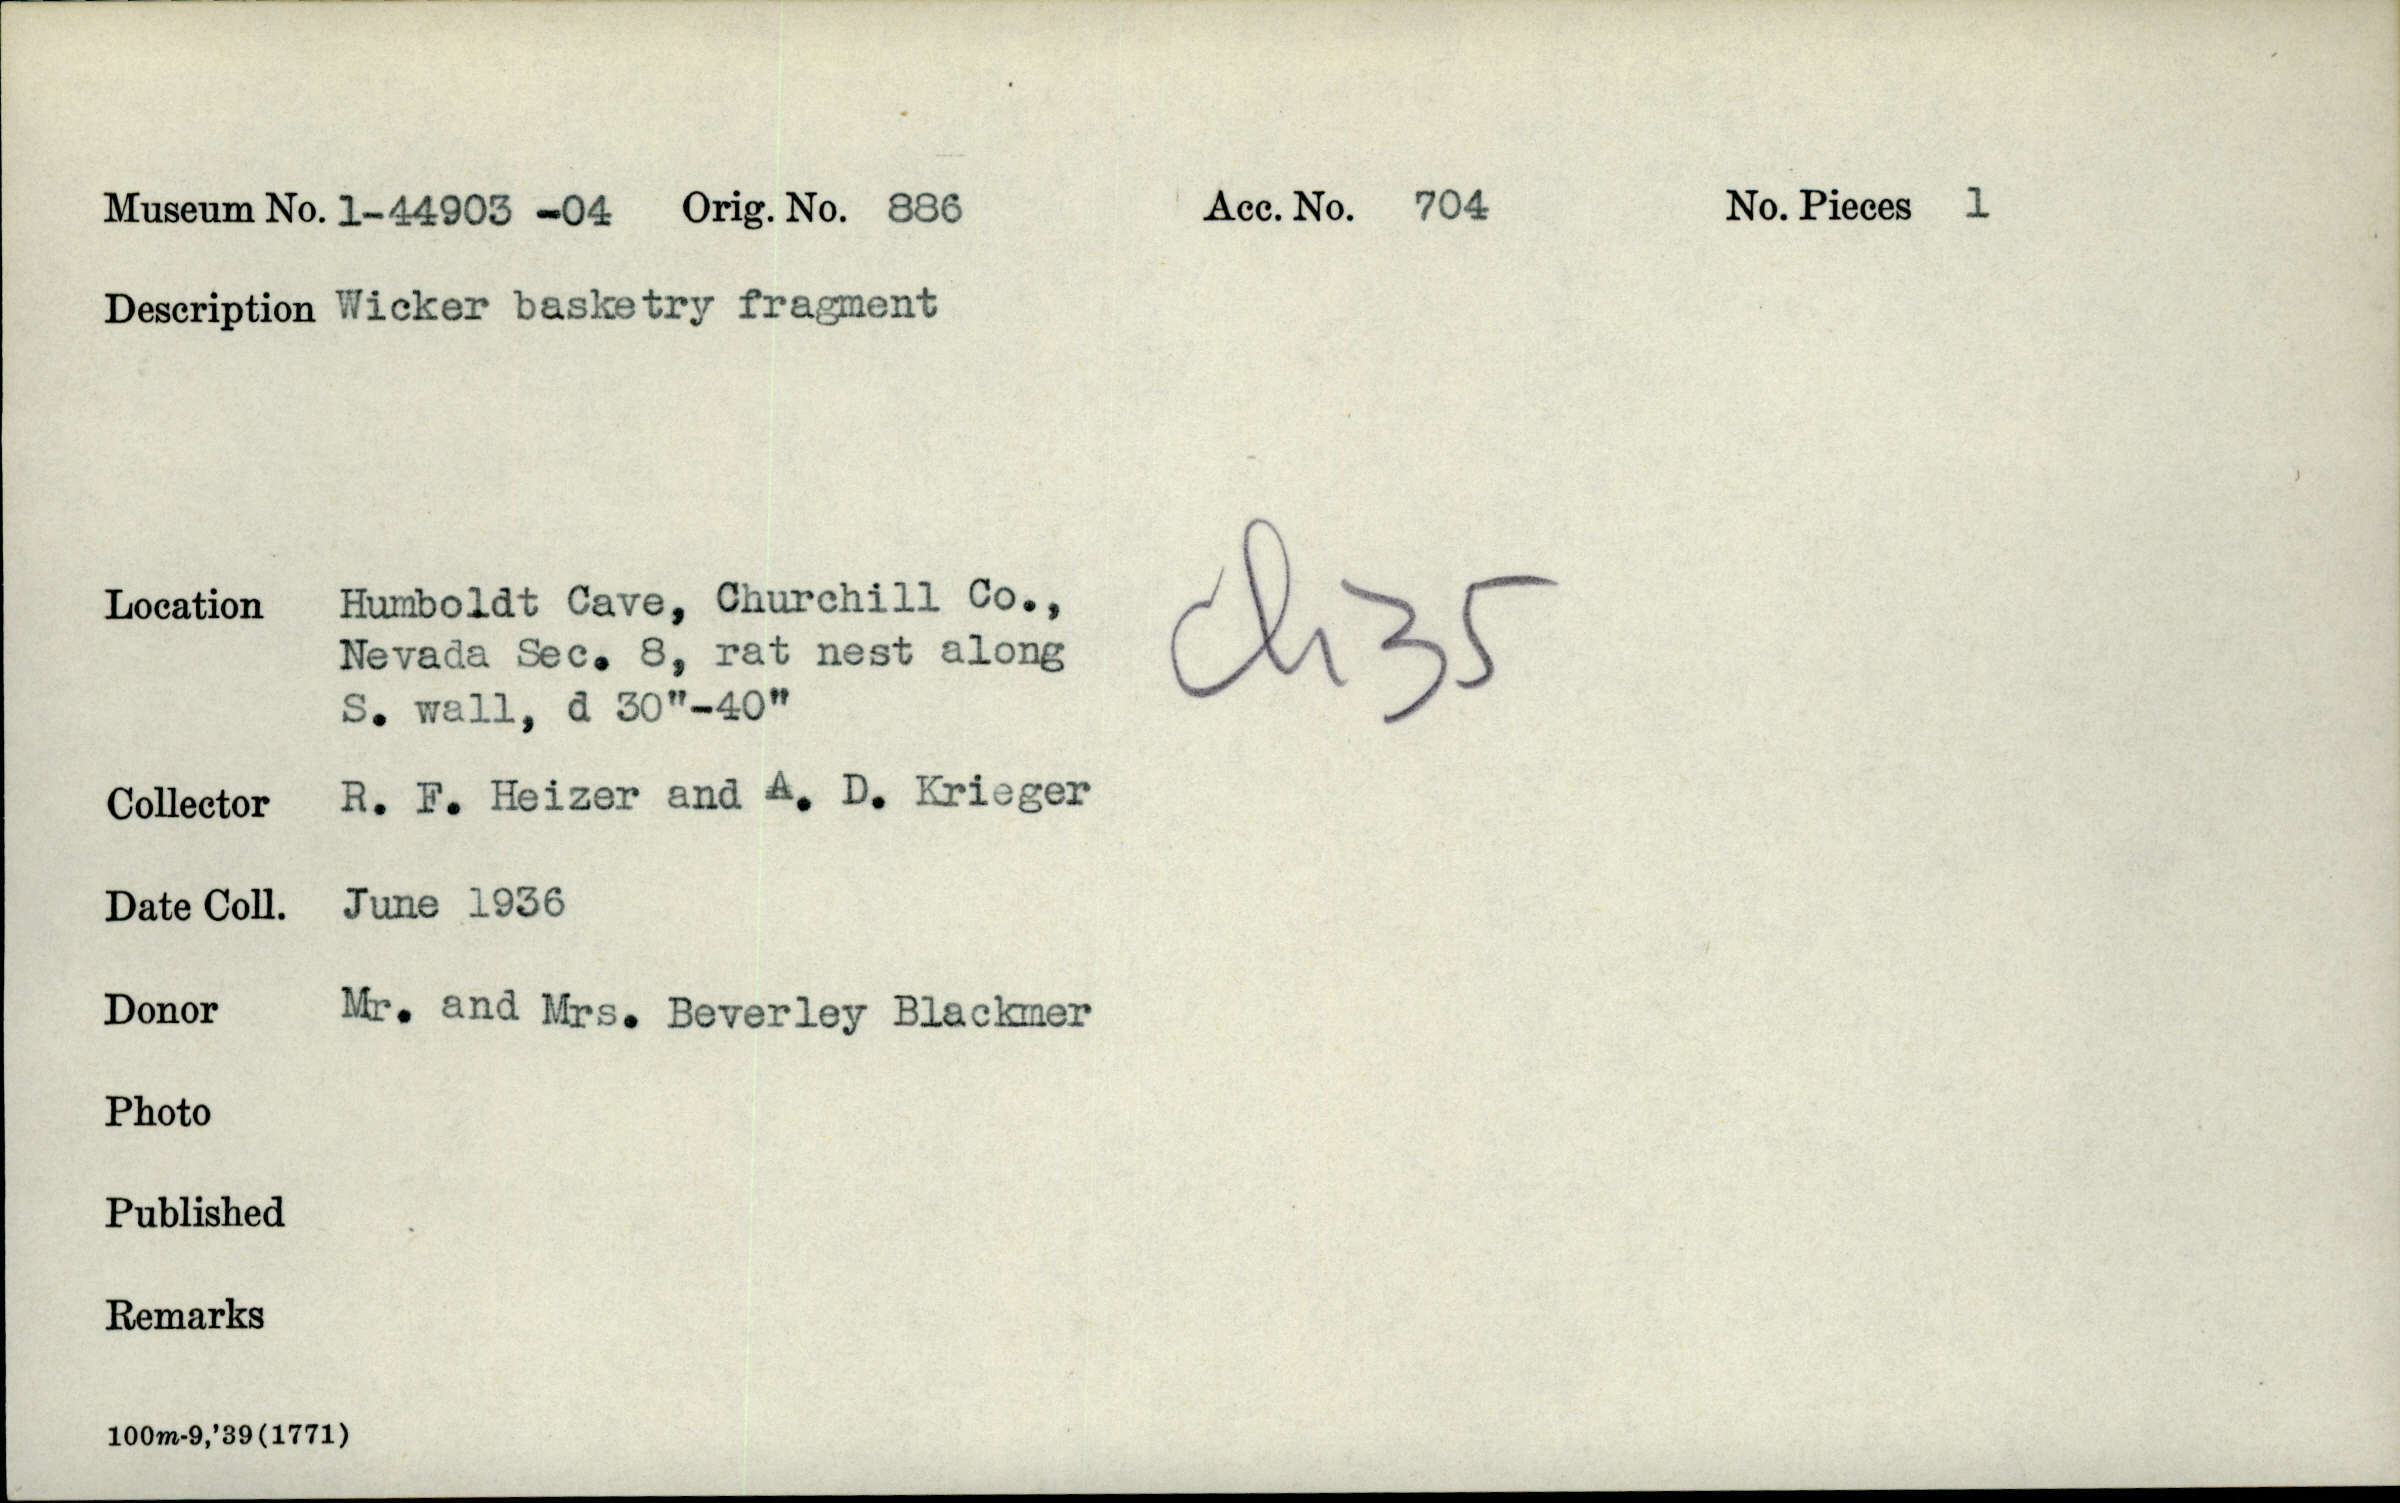 Museum No. 1-44903 -04 Orig. No. 886 Acc. No. 704 No. Pieces 1
Description Wicker basketry fragment
Location Humboldt Cave, Churchill Co.,
Nevada Sec. 8, rat nest along
S. wall, d 30"-40"
Ch 35
Collector R. F. Heizer and A. D. Krieger
Date Coll. June 1936
Donor Mr. and Mrs. Beverley Blackmer
Photo
Published
Remarks
100m-9,'39(1771)